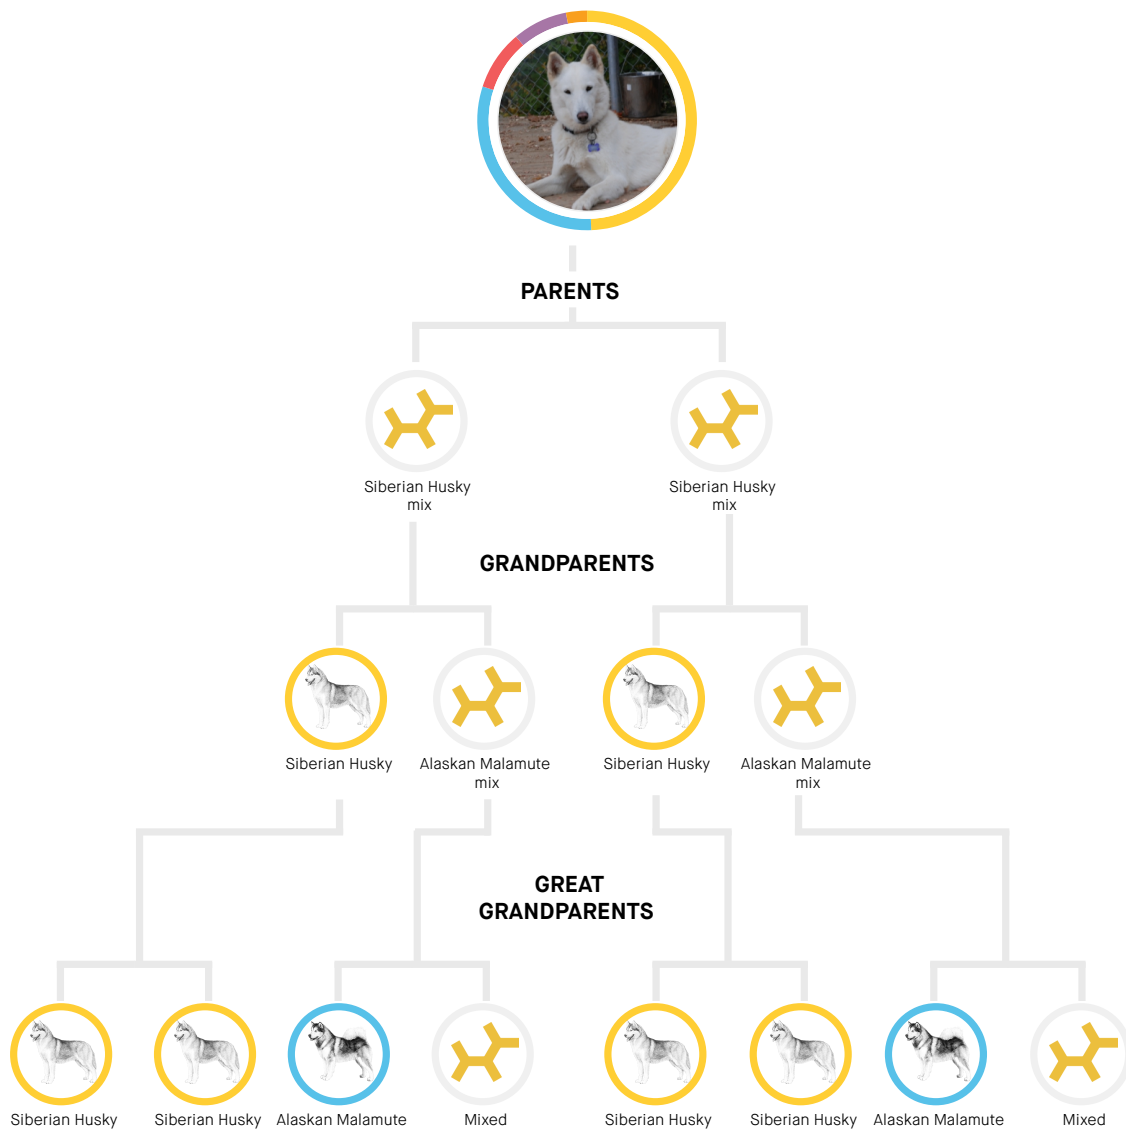 PARENTS
Siberian Husky
mix
Siberian Husky
mix
GRANDPARENTS
Siberian Husky
Alaskan Malamute
mix
Siberian Husky
Alaskan Malamute
mix
GREAT
GRANDPARENTS
Siberian Husky
Siberian Husky
Alaskan Malamute
Mixed
Siberian Husky
Siberian Husky
Alaskan Malamute
Mixed